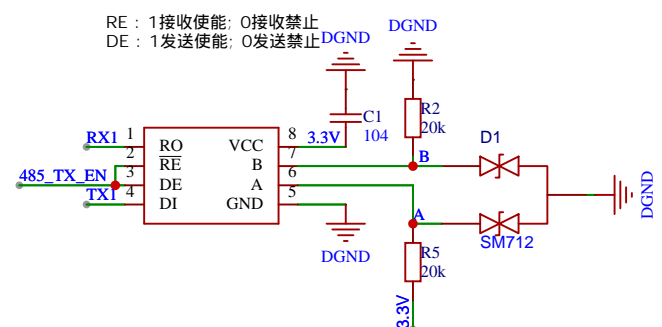 RE : 1接收使能; 0接收禁止
DE : 1发送使能; 0发送禁止
DGND
DGND
C1
104
R2
20k
D1
RX1
1
RO
VCC
8
3.3V
2
RE
B
7
B
485_TX_EN
3
DE
A
6
TX1
4
DI
GND
5
DGND
A
SM712
DGND
R5
20k
3.3V